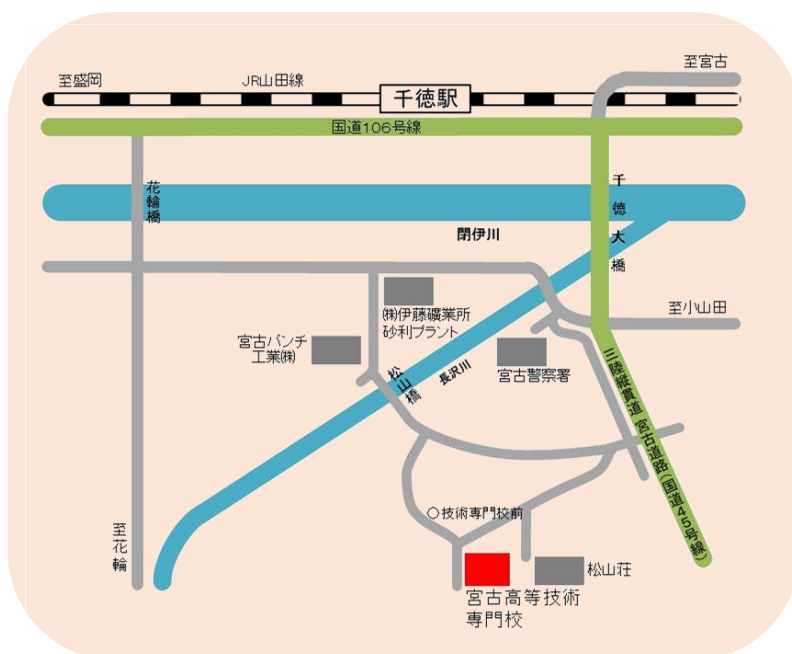 至宮古
至盛岡
JR山田線
千徳駅
国道106号線
花輪橋
千徳大橋
閉伊川
㈱伊藤礦業所
砂利プラント
至小山田
宮古パンチ
工業㈱
松山橋
長沢川
宮古警察署
三陸縦貫道 宮古道路(国道45号線)
○技術専門校前
至花輪
松山荘
宮古高等技術
専門校